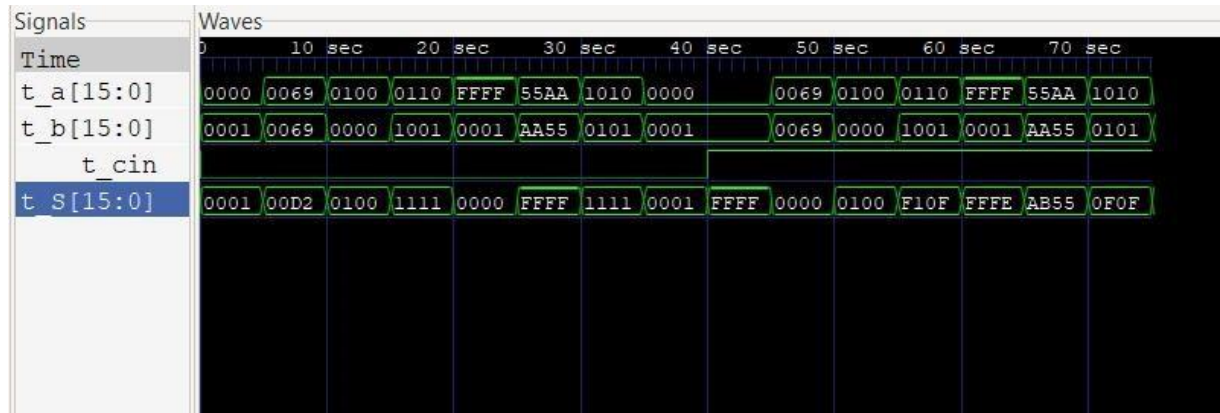 Signals Waves
Time 0 10 sec 20 sec 30 sec 40 sec 50 sec 60 sec 70 sec
t_a[15:0] 0000 0069 0100 0110 FFFF 55AA 1010 0000 0069 0100 0110 FFFF 55AA 1010
t_b[15:0] 0001 0069 0000 1001 0001 AA55 0101 0001 0069 0000 1001 0001 AA55 0101
t_cin
t_S[15:0] 0001 00D2 0100 1111 0000 FFFF 1111 0001 FFFF 0000 0100 F10F FFFE AB55 0F0F